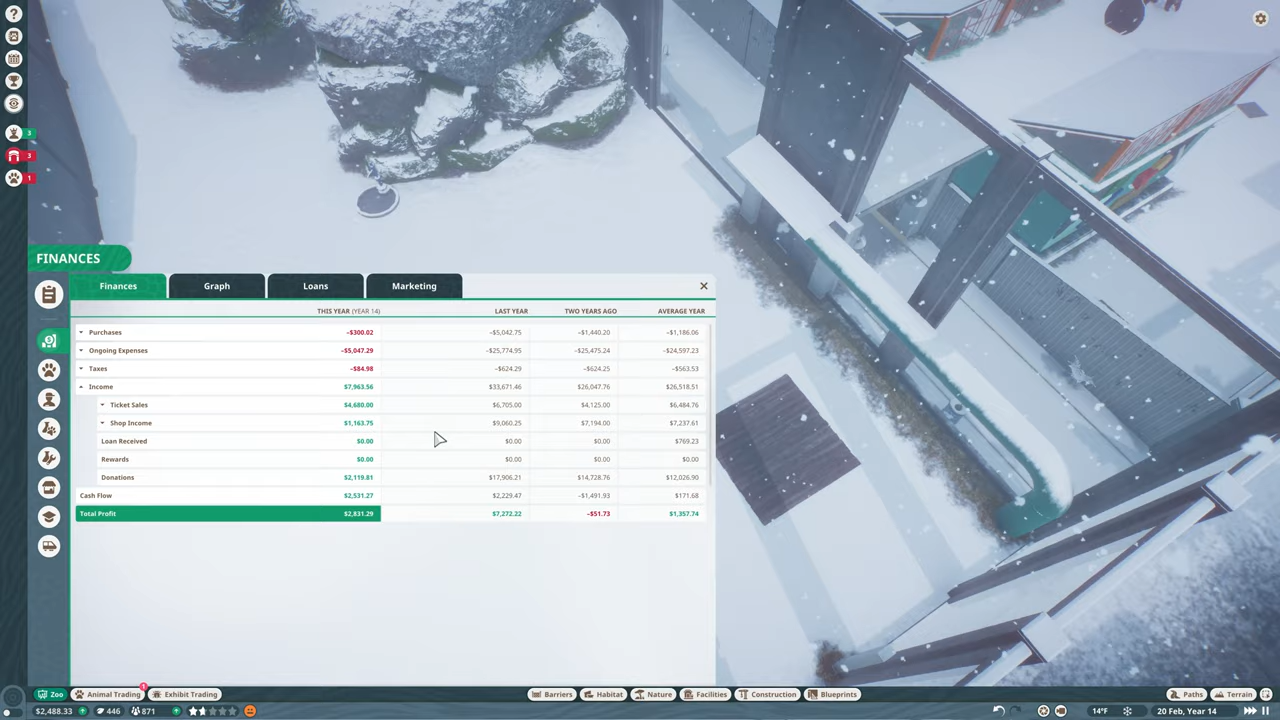 ?
3
3
1
FINANCES
Finances Graph Loans Marketing
THIS YEAR (YEAR 14) LAST YEAR TWO YEARS AGO AVERAGE YEAR
Purchases -$300.02 -$5,042.75 -$1,440.20 -$1,186.06
Ongoing Expenses -$5,047.29 -$25,774.95 -$25,475.24 -$24,597.23
Taxes -$84.98 -$624.29 -$624.25 -$563.53
Income $7,963.56 $33,671.46 $26,047.76 $26,518.51
Ticket Sales $4,680.00 $6,705.00 $4,125.00 $6,484.76
Shop Income $1,163.75 $9,060.25 $7,194.00 $7,237.61
Loan Received $0.00 $0.00 $0.00 $769.23
Rewards $0.00 $0.00 $0.00 $0.00
Donations $2,119.81 $17,906.21 $14,728.76 $12,026.90
Cash Flow $2,531.27 $2,229.47 -$1,491.93 $171.68
Total Profit $2,831.29 $7,272.22 -$51.73 $1,357.74
Zoo Animal Trading 1 Exhibit Trading Barriers Habitat Nature Facilities Construction Blueprints Paths Terrain
$2,488.33 446 871 14°F 20 Feb, Year 14